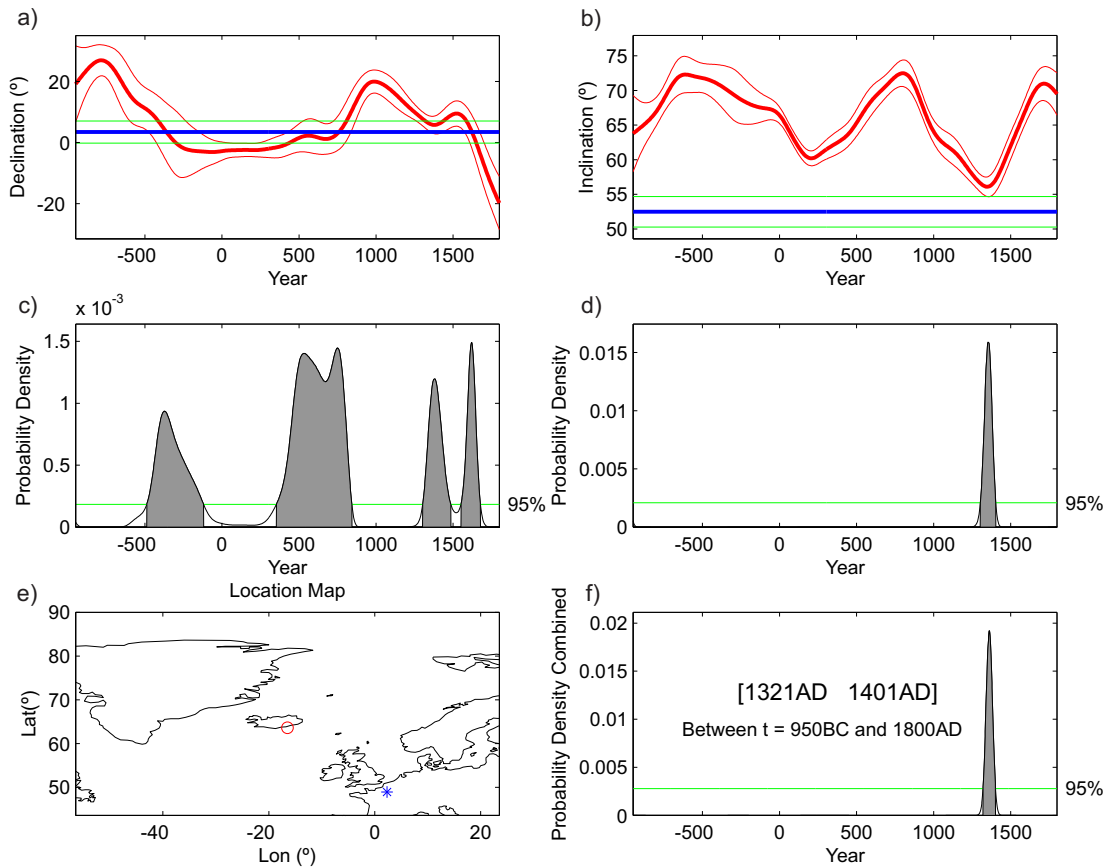 a)
Declination (º)
20
0
-20
-500 0 500 1000 1500
Year
b)
Inclination (º)
75
70
65
60
55
50
-500 0 500 1000 1500
Year
c)
x 10-3
Probability Density
1.5
1
0.5
0
95%
-500 0 500 1000 1500
Year
d)
Probability Density
0.015
0.01
0.005
0
95%
-500 0 500 1000 1500
Year
e)
Location Map
Lat(º)
90
80
70
60
50
-40 -20 0 20
Lon (º)
f)
Probability Density Combined
0.02
0.015
0.01
0.005
0
[1321AD 1401AD]
Between t = 950BC and 1800AD
95%
-500 0 500 1000 1500
Year